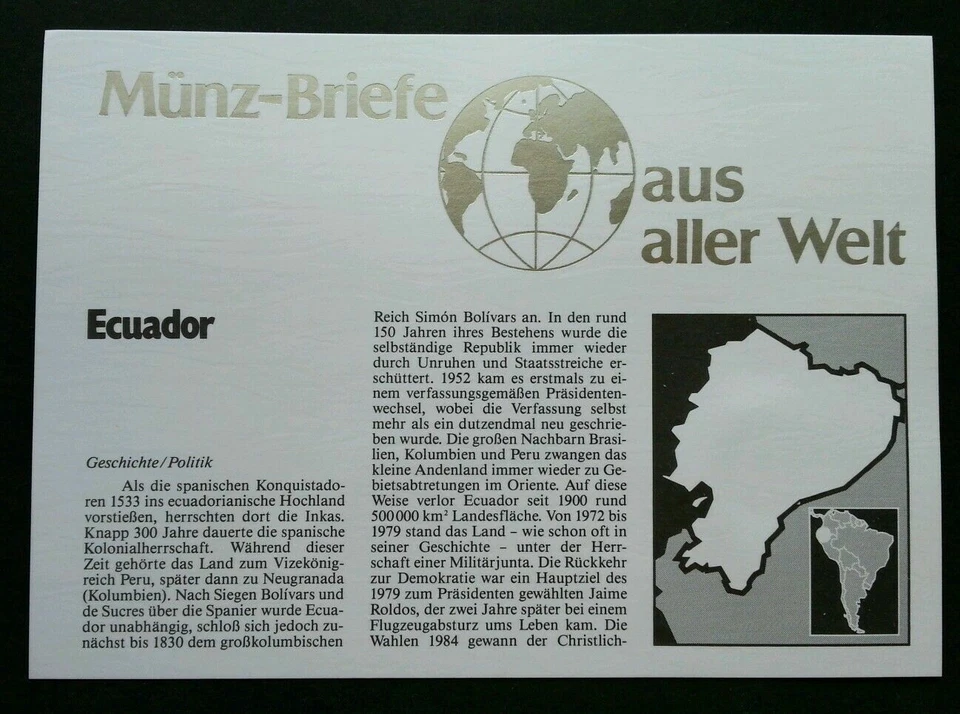 Münz-Briefe
aus
aller Welt
Ecuador
Geschichte/Politik
Als die spanischen Konquistado-
ren 1533 ins ecuadorianische Hochland
vorstießen, herrschten dort die Inkas.
Knapp 300 Jahre dauerte die spanische
Kolonialherrschaft. Während dieser
Zeit gehörte das Land zum Vizekönig-
reich Peru, später dann zu Neugranada
(Kolumbien). Nach Siegen Bolívars und
de Sucres über die Spanier wurde Ecua-
dor unabhängig, schloß sich jedoch zu-
nächst bis 1830 dem großkolumbischen
Reich Simón Bolívars an. In den rund
150 Jahren ihres Bestehens wurde die
selbständige Republik immer wieder
durch Unruhen und Staatsstreiche er-
schüttert. 1952 kam es erstmals zu ei-
nem verfassungsgemäßen Präsidenten-
wechsel, wobei die Verfassung selbst
mehr als ein dutzendmal neu geschrie-
ben wurde. Die großen Nachbarn Brasi-
lien, Kolumbien und Peru zwangen das
kleine Andenland immer wieder zu Ge-
bietsabtretungen im Oriente. Auf diese
Weise verlor Ecuador seit 1900 rund
500 000 km² Landesfläche. Von 1972 bis
1979 stand das Land – wie schon oft in
seiner Geschichte – unter der Herr-
schaft einer Militärjunta. Die Rückkehr
zur Demokratie war ein Hauptziel des
1979 zum Präsidenten gewählten Jaime
Roldos, der zwei Jahre später bei einem
Flugzeugabsturz ums Leben kam. Die
Wahlen 1984 gewann der Christlich-